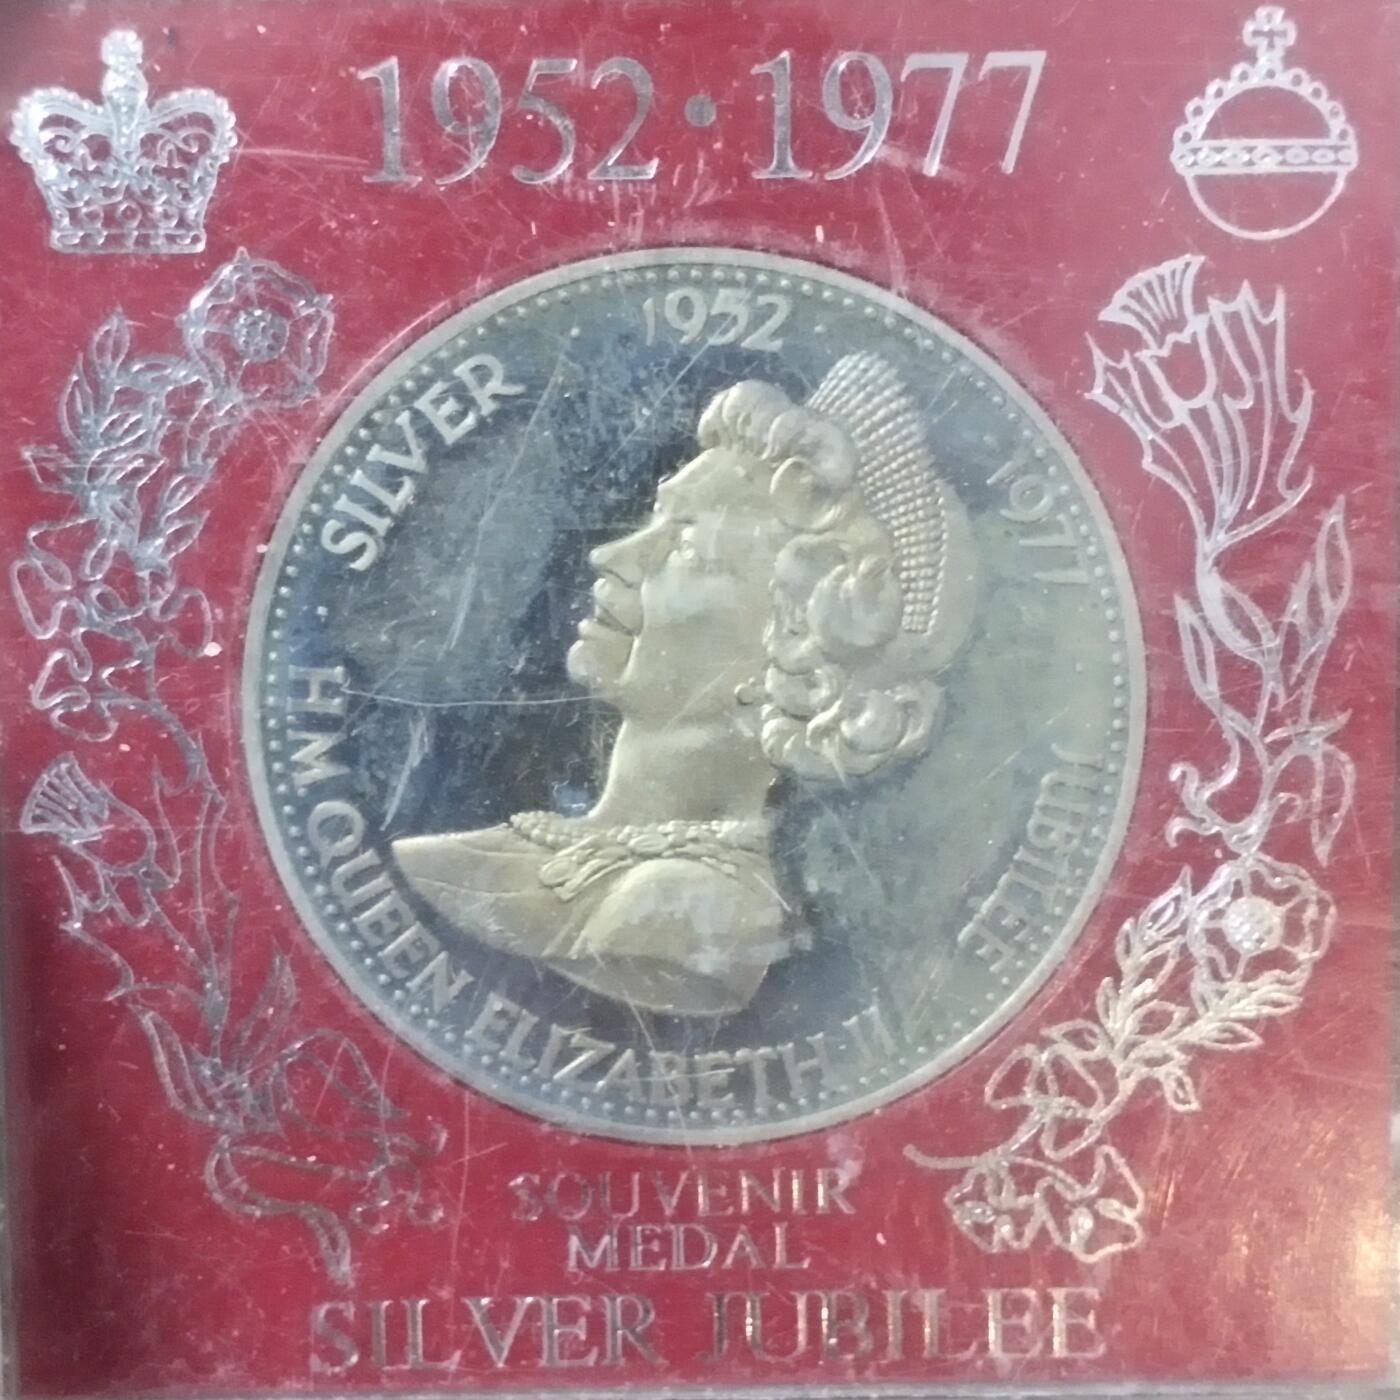 1952 · 1977
1952
SILVER
1977
JUBILEE
H.M QUEEN ELIZABETH II
SOUVENIR
MEDAL
SILVER JUBILEE